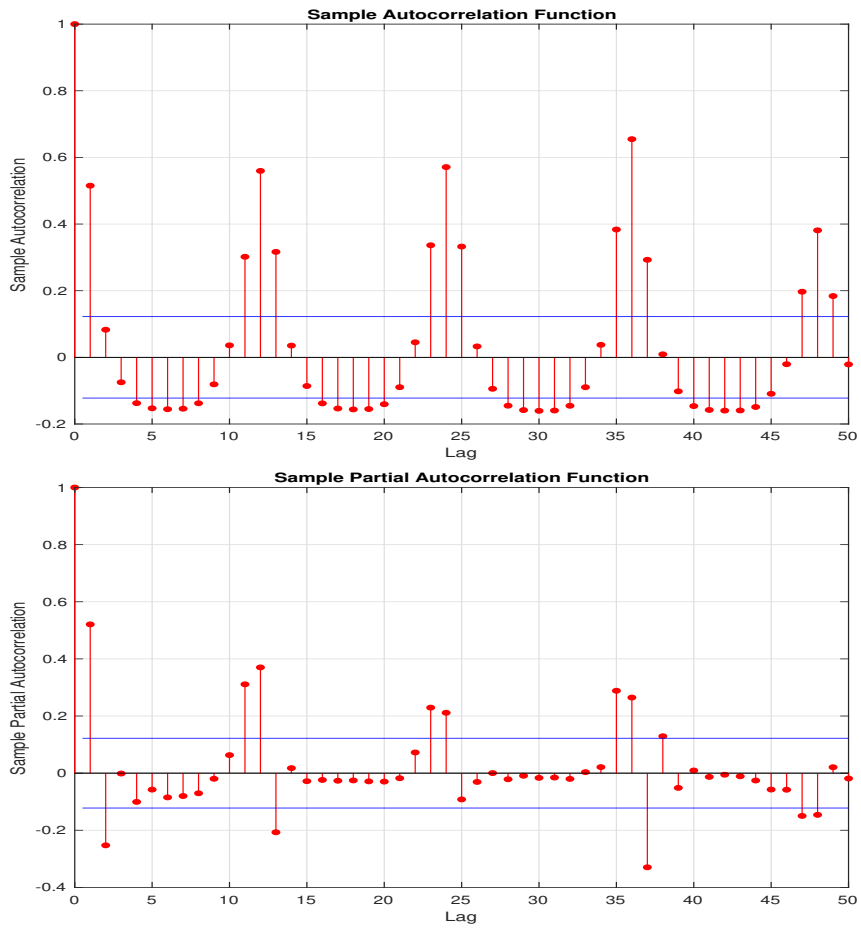 Sample Autocorrelation Function
1
0.8
0.6
0.4
0.2
0
-0.2
Sample Autocorrelation
0 5 10 15 20 25 30 35 40 45 50
Lag
Sample Partial Autocorrelation Function
1
0.8
0.6
0.4
0.2
0
-0.2
-0.4
Sample Partial Autocorrelation
0 5 10 15 20 25 30 35 40 45 50
Lag